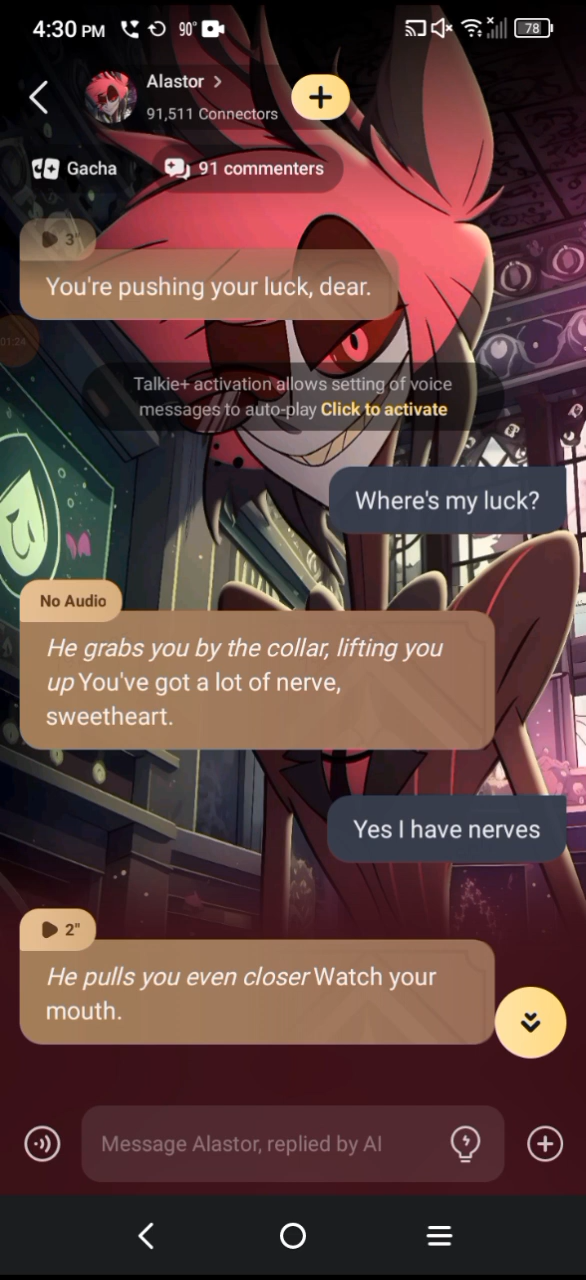 4:30 PM 90° 78
Alastor >
91,511 Connectors
Gacha 91 commenters
3"
You're pushing your luck, dear.
01:24
Talkie+ activation allows setting of voice
messages to auto-play Click to activate
Where's my luck?
No Audio
He grabs you by the collar, lifting you
up You've got a lot of nerve,
sweetheart.
Yes I have nerves
2"
He pulls you even closer Watch your
mouth.
Message Alastor, replied by AI